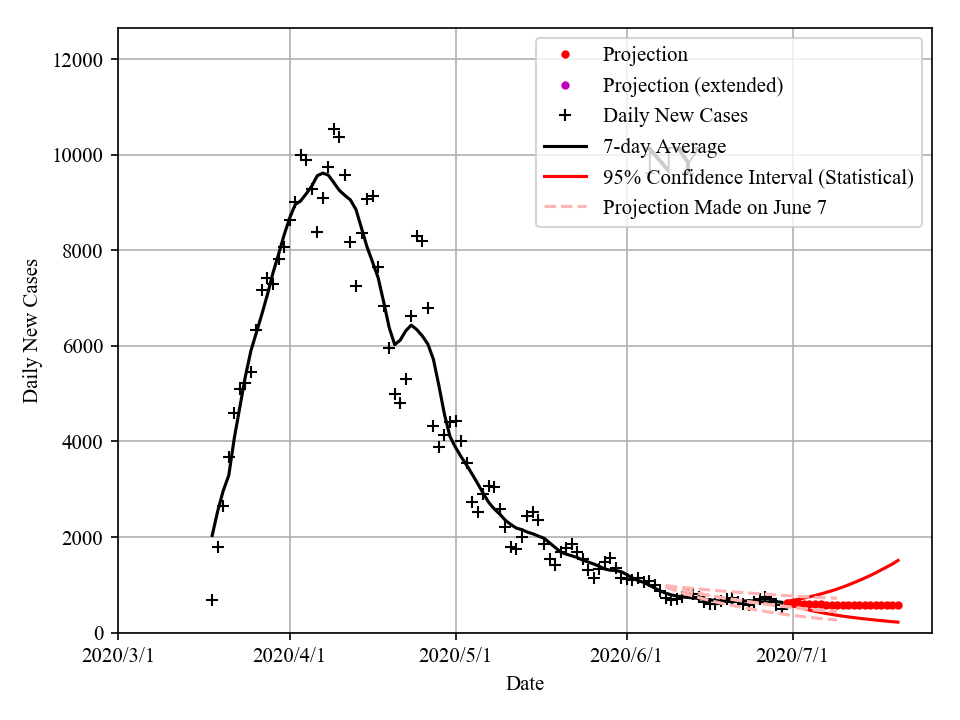 12000
10000
8000
6000
4000
2000
0
Daily New Cases
2020/3/1
2020/4/1
2020/5/1
2020/6/1
2020/7/1
Date
NY
Projection
Projection (extended)
Daily New Cases
7-day Average
95% Confidence Interval (Statistical)
Projection Made on June 7